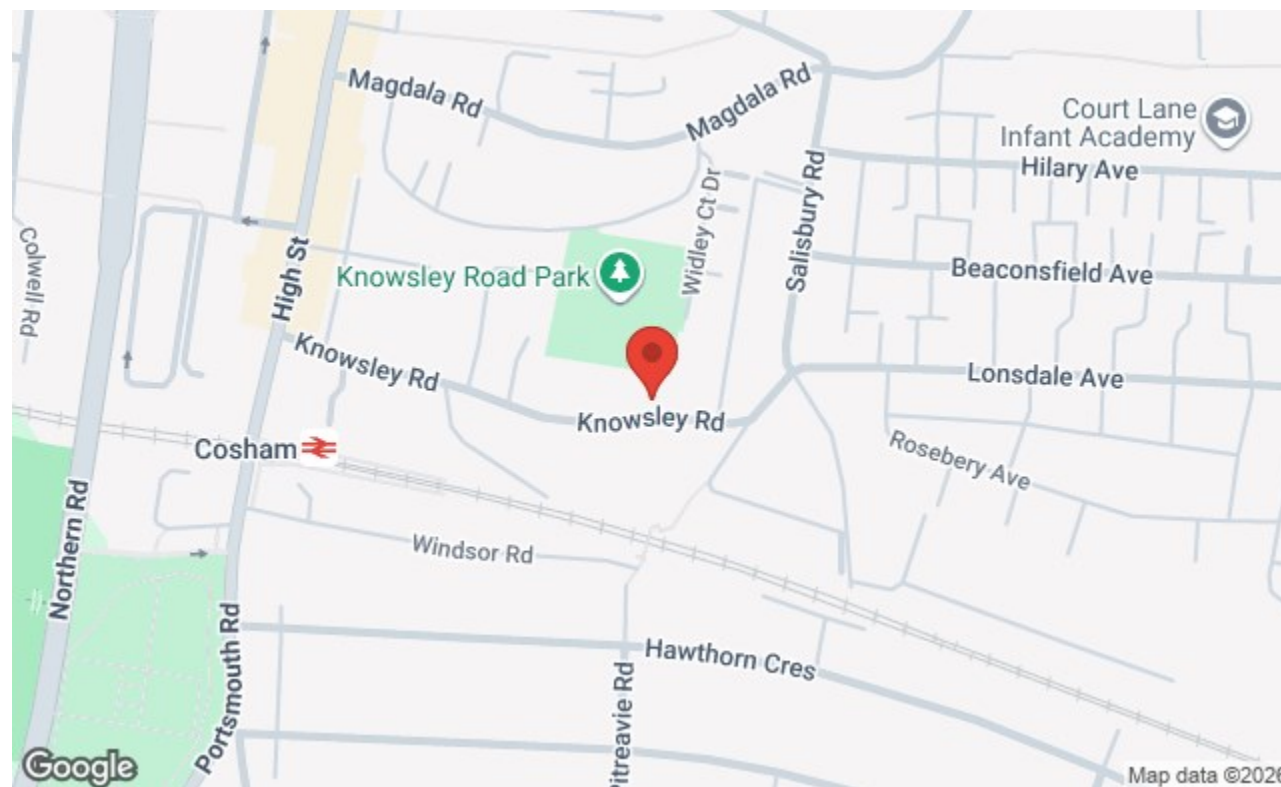 Magdala Rd
Magdala Rd
Court Lane
Infant Academy
Hilary Ave
Widley Ct Dr
Salisbury Rd
Colwell Rd
High St
Knowsley Road Park
Beaconsfield Ave
Knowsley Rd
Lonsdale Ave
Knowsley Rd
Cosham
Rosebery Ave
Northern Rd
Windsor Rd
Portsmouth Rd
Hawthorn Cres
Pitreavie Rd
Google
Map data ©2026